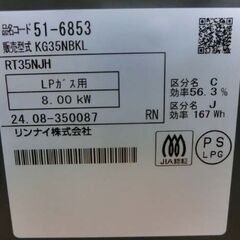 品名コード 51-6853
販売型式 KG35NBKL
RT35NJH
LPガス用
8.00 kW
区分名 C
効率 56.3 %
区分名 J
効率 167 Wh
24.08-350087 RN
リンナイ株式会社
JIA認証
PS
LPG